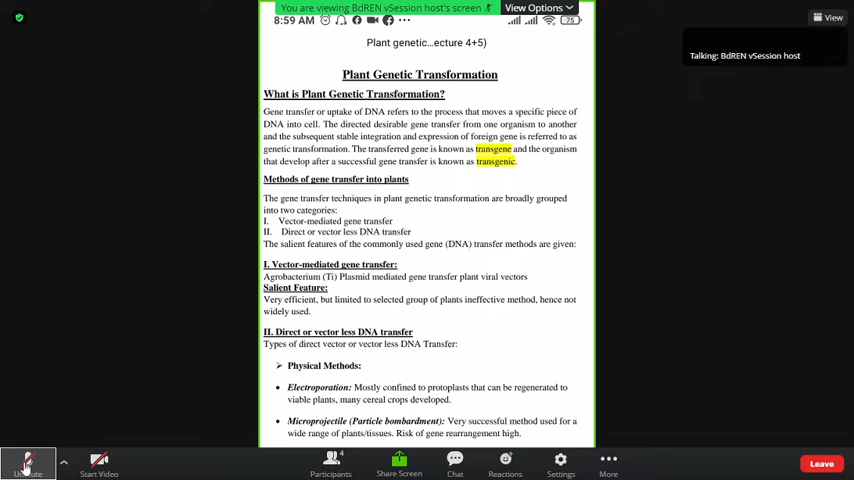 You are viewing BdREN vSession host's screen
View Options
View
8:59 AM
75
Plant genetic...ecture 4+5)
Talking: BdREN vSession host
Plant Genetic Transformation
What is Plant Genetic Transformation?
Gene transfer or uptake of DNA refers to the process that moves a specific piece of
DNA into cell. The directed desirable gene transfer from one organism to another
and the subsequent stable integration and expression of foreign gene is referred to as
genetic transformation. The transferred gene is known as transgene and the organism
that develop after a successful gene transfer is known as transgenic.
Methods of gene transfer into plants
The gene transfer techniques in plant genetic transformation are broadly grouped
into two categories:
I. Vector-mediated gene transfer
II. Direct or vector less DNA transfer
The salient features of the commonly used gene (DNA) transfer methods are given:
I. Vector-mediated gene transfer:
Agrobacterium (Ti) Plasmid mediated gene transfer plant viral vectors
Salient Feature:
Very efficient, but limited to selected group of plants ineffective method, hence not
widely used.
II. Direct or vector less DNA transfer
Types of direct vector or vector less DNA Transfer:
➢ Physical Methods:
• Electroporation: Mostly confined to protoplasts that can be regenerated to
viable plants, many cereal crops developed.
• Microprojectile (Particle bombardment): Very successful method used for a
wide range of plants/tissues. Risk of gene rearrangement high.
Unmute
Start Video
Participants
4
Share Screen
Chat
Reactions
Settings
More
Leave